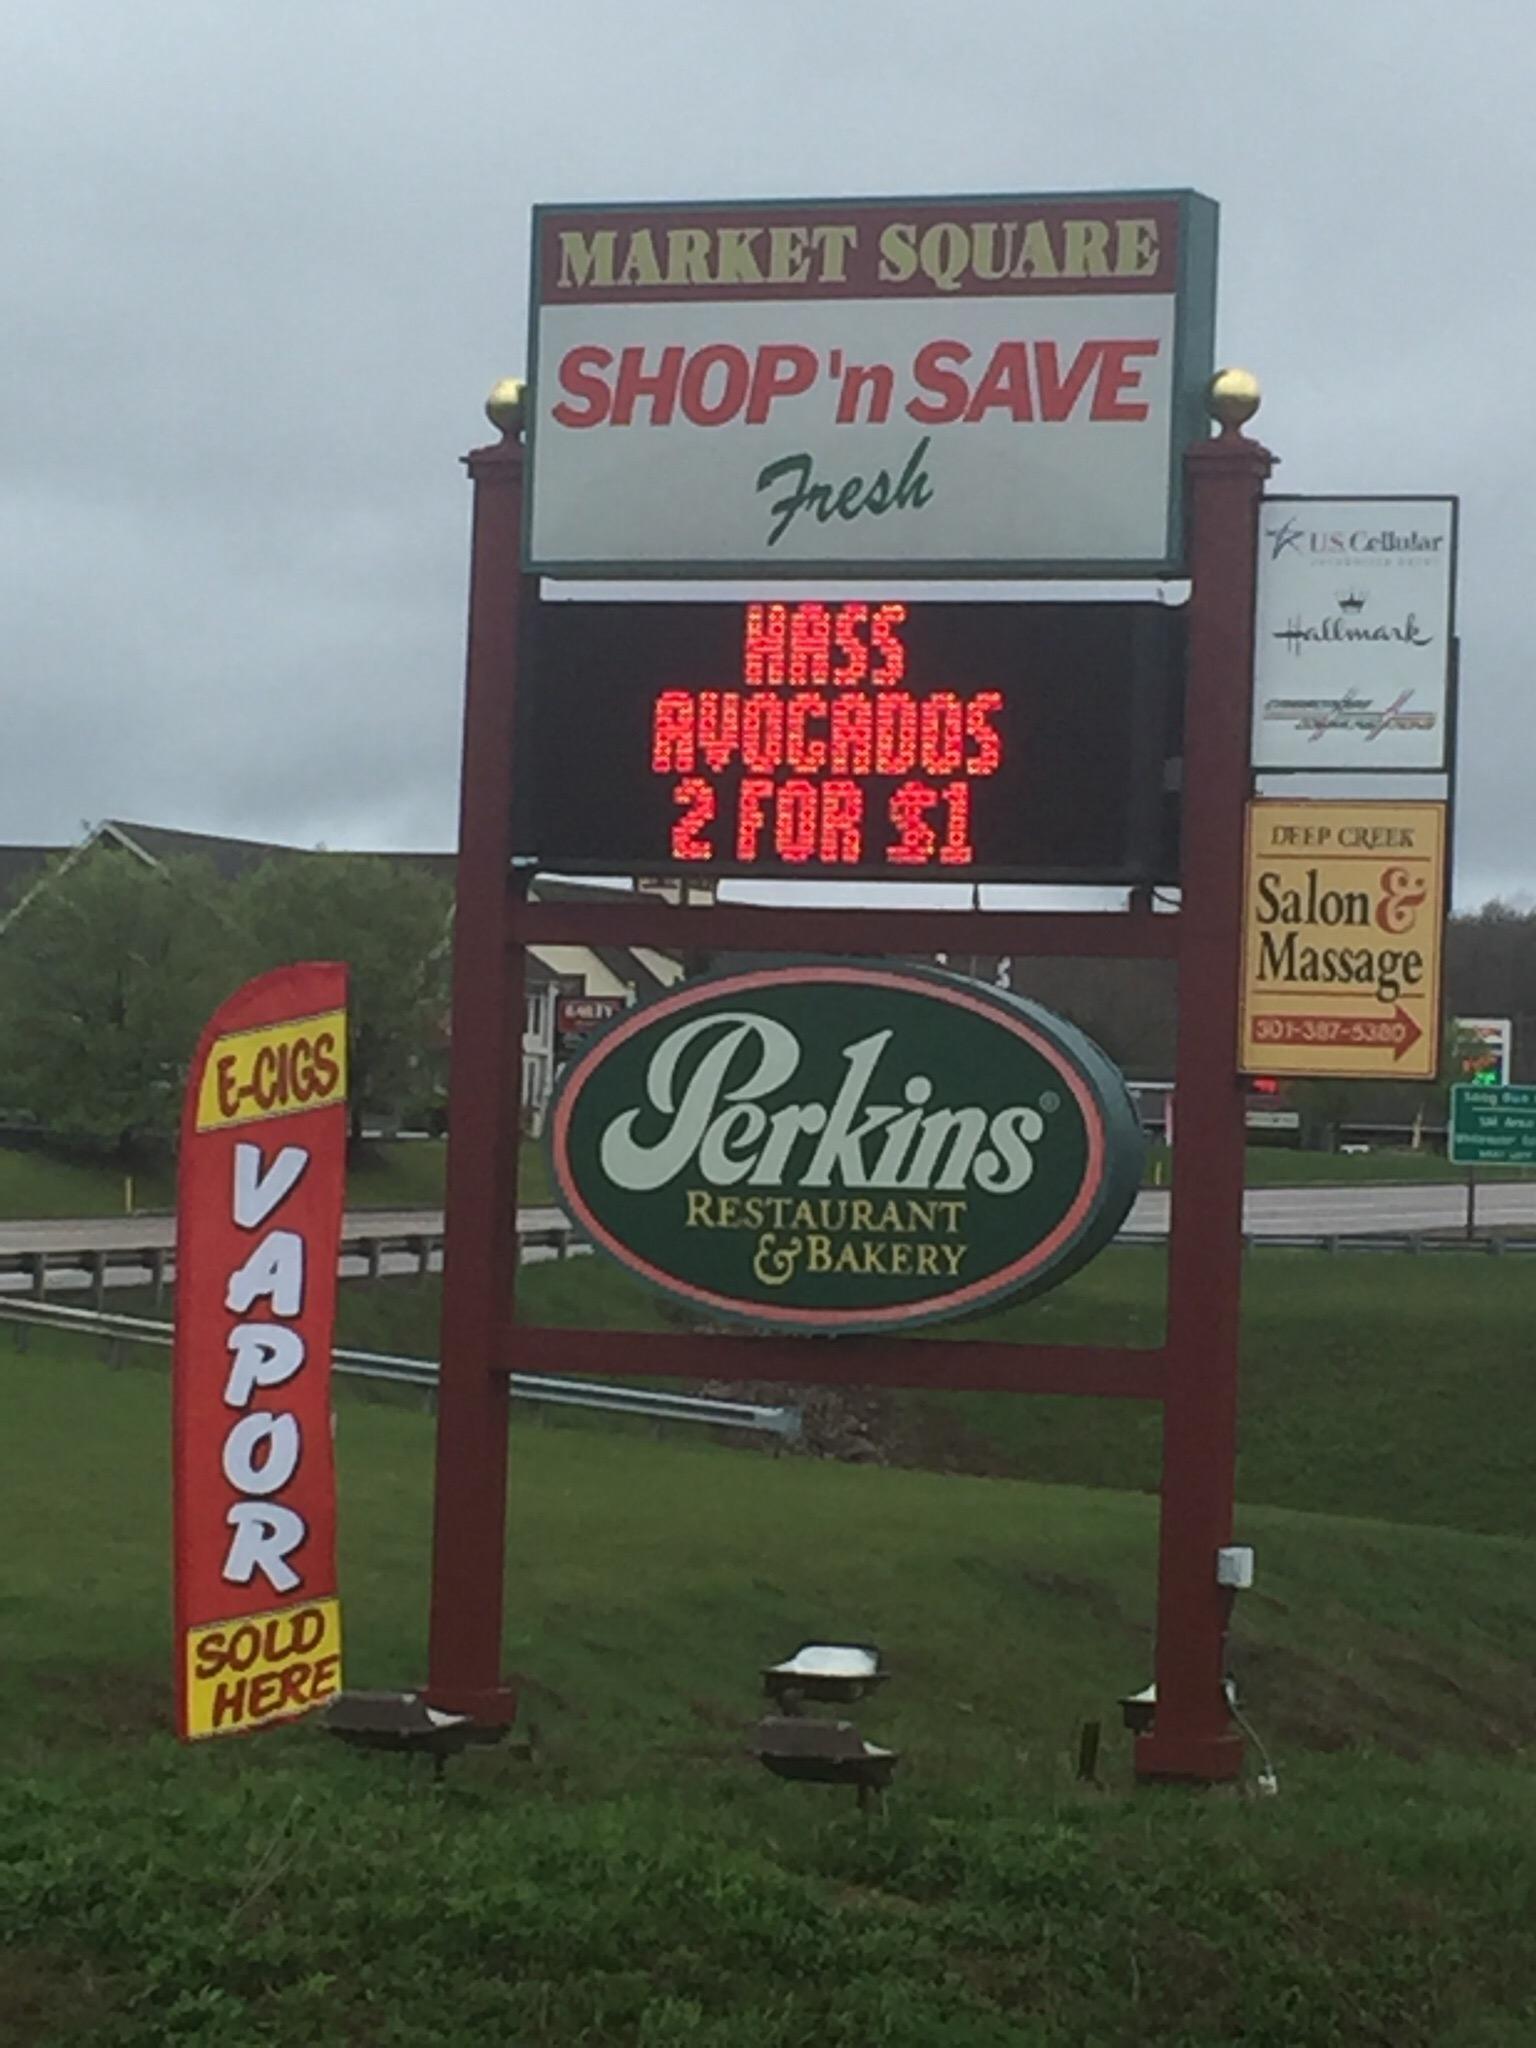 MARKET SQUARE
SHOP 'n SAVE
Fresh
HASS
AVOCADOS
2 FOR $1
Perkins®
RESTAURANT
& BAKERY
U.S. Cellular
Hallmark
DEEP CREEK
Salon &
Massage
301-387-5380
E-CIGS
VAPOR
SOLD
HERE